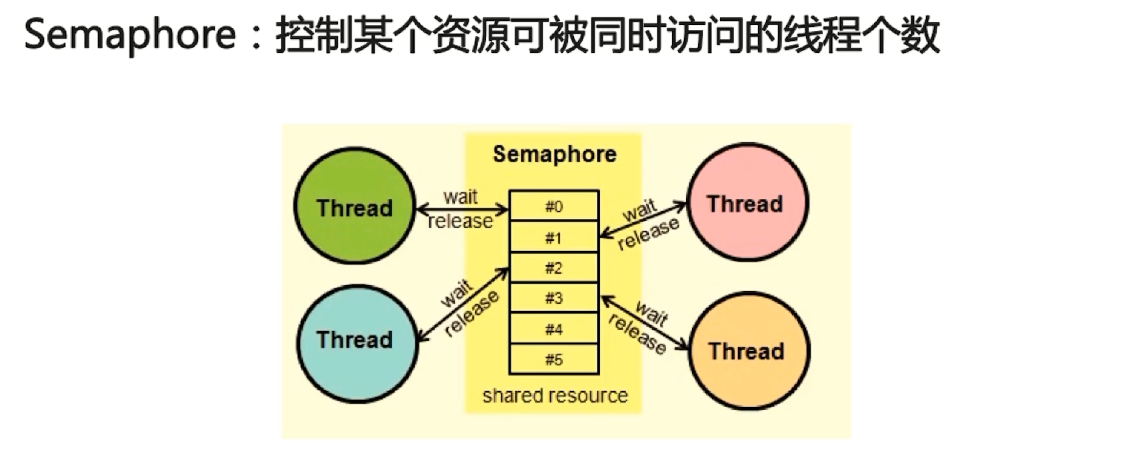 Semaphore：控制某个资源可被同时访问的线程个数
Semaphore
Thread
wait
release
#0
#1
#2
#3
#4
#5
wait
release
Thread
Thread
wait
release
wait
release
Thread
shared resource